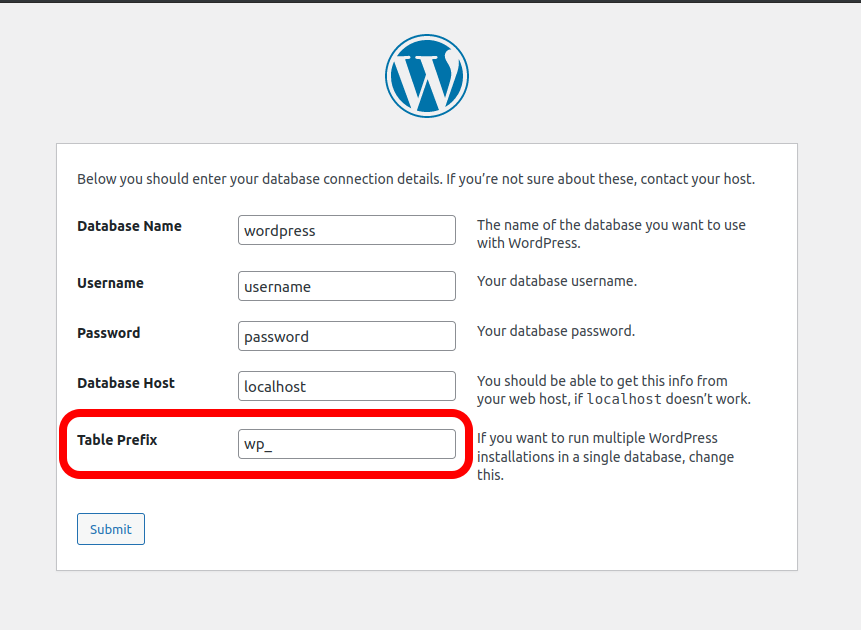 Below you should enter your database connection details. If you’re not sure about these, contact your host.
Database Name
wordpress
The name of the database you want to use
with WordPress.
Username
username
Your database username.
Password
password
Your database password.
Database Host
localhost
You should be able to get this info from
your web host, if localhost doesn’t work.
Table Prefix
wp_
If you want to run multiple WordPress
installations in a single database, change
this.
Submit